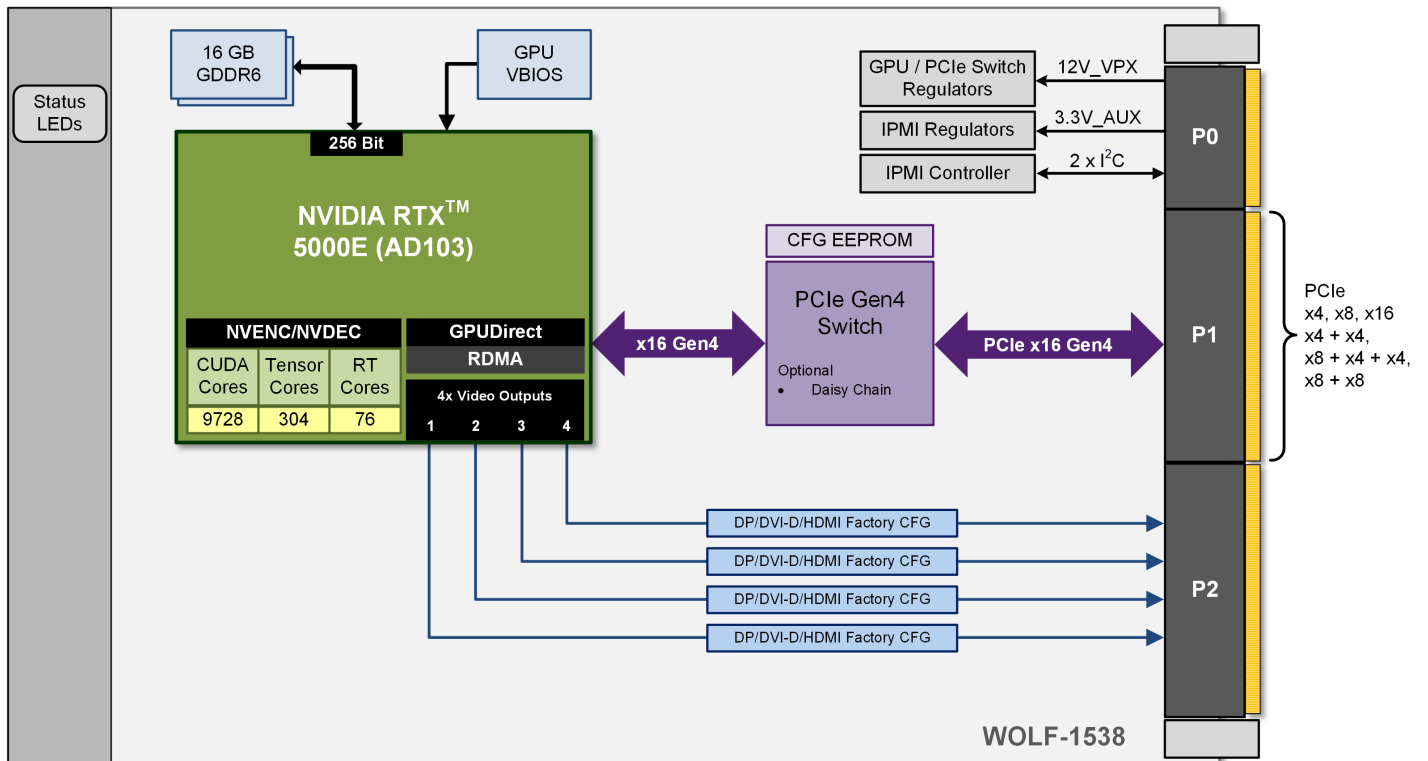 Status
LEDs
16 GB
GDDR6
GPU
VBIOS
256 Bit
NVIDIA RTX™
5000E (AD103)
NVENC/NVDEC
CUDA
Cores
Tensor
Cores
RT
Cores
9728
304
76
GPUDirect
RDMA
4x Video Outputs
1
2
3
4
x16 Gen4
CFG EEPROM
PCIe Gen4
Switch
Optional
• Daisy Chain
PCIe x16 Gen4
GPU / PCIe Switch
Regulators
12V_VPX
IPMI Regulators
3.3V_AUX
IPMI Controller
2 x I²C
P0
P1
P2
PCIe
x4, x8, x16
x4 + x4,
x8 + x4 + x4,
x8 + x8
DP/DVI-D/HDMI Factory CFG
DP/DVI-D/HDMI Factory CFG
DP/DVI-D/HDMI Factory CFG
DP/DVI-D/HDMI Factory CFG
WOLF-1538